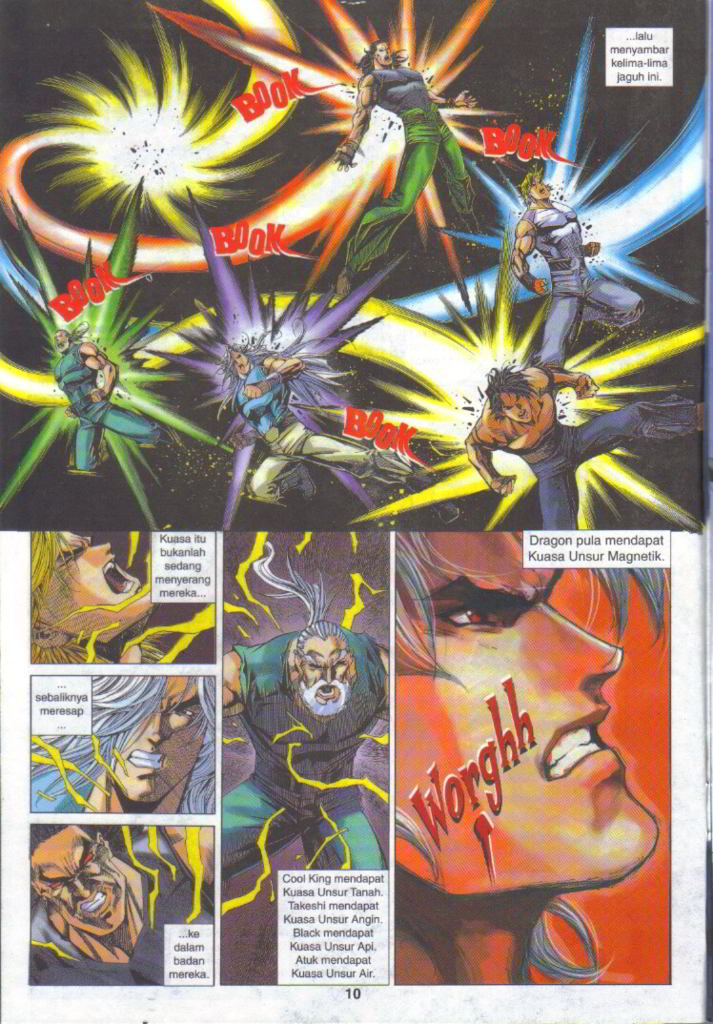 ...lalu
menyambar
kelima-lima
jaguh ini.
BOOK
BOOK
BOOK
BOOK
BOOK
Kuasa itu
bukanlah
sedang
menyerang
mereka...
...
sebaliknya
meresap
...
...ke
dalam
badan
mereka.
Cool King mendapat
Kuasa Unsur Tanah.
Takeshi mendapat
Kuasa Unsur Angin.
Black mendapat
Kuasa Unsur Api.
Atuk mendapat
Kuasa Unsur Air.
Dragon pula mendapat
Kuasa Unsur Magnetik.
Worghh
10